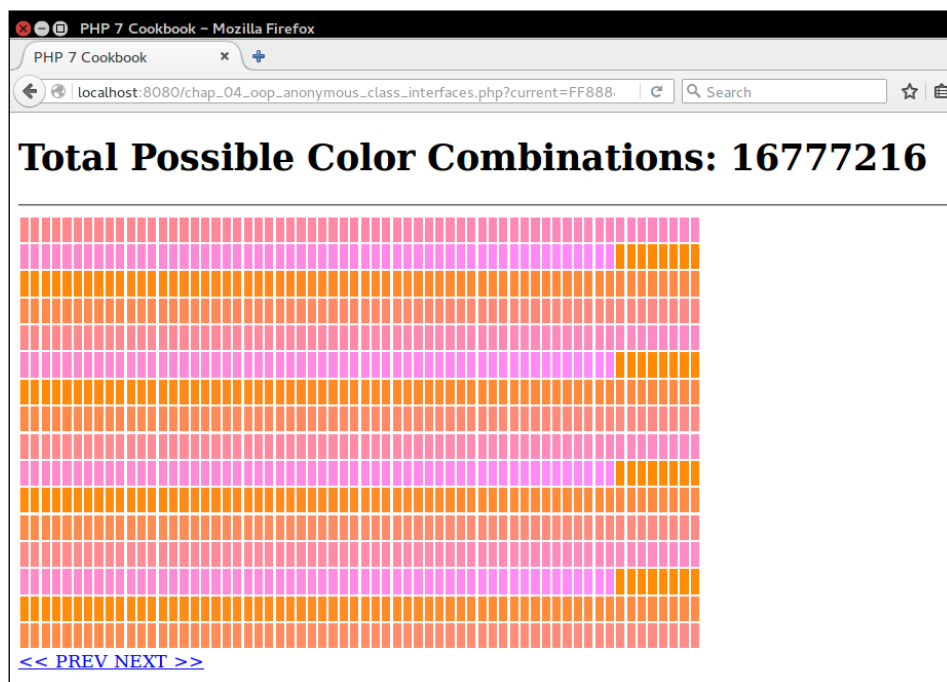 PHP 7 Cookbook – Mozilla Firefox
PHP 7 Cookbook
localhost:8080/chap_04_oop_anonymous_class_interfaces.php?current=FF888
Search
Total Possible Color Combinations: 16777216
<< PREV NEXT >>